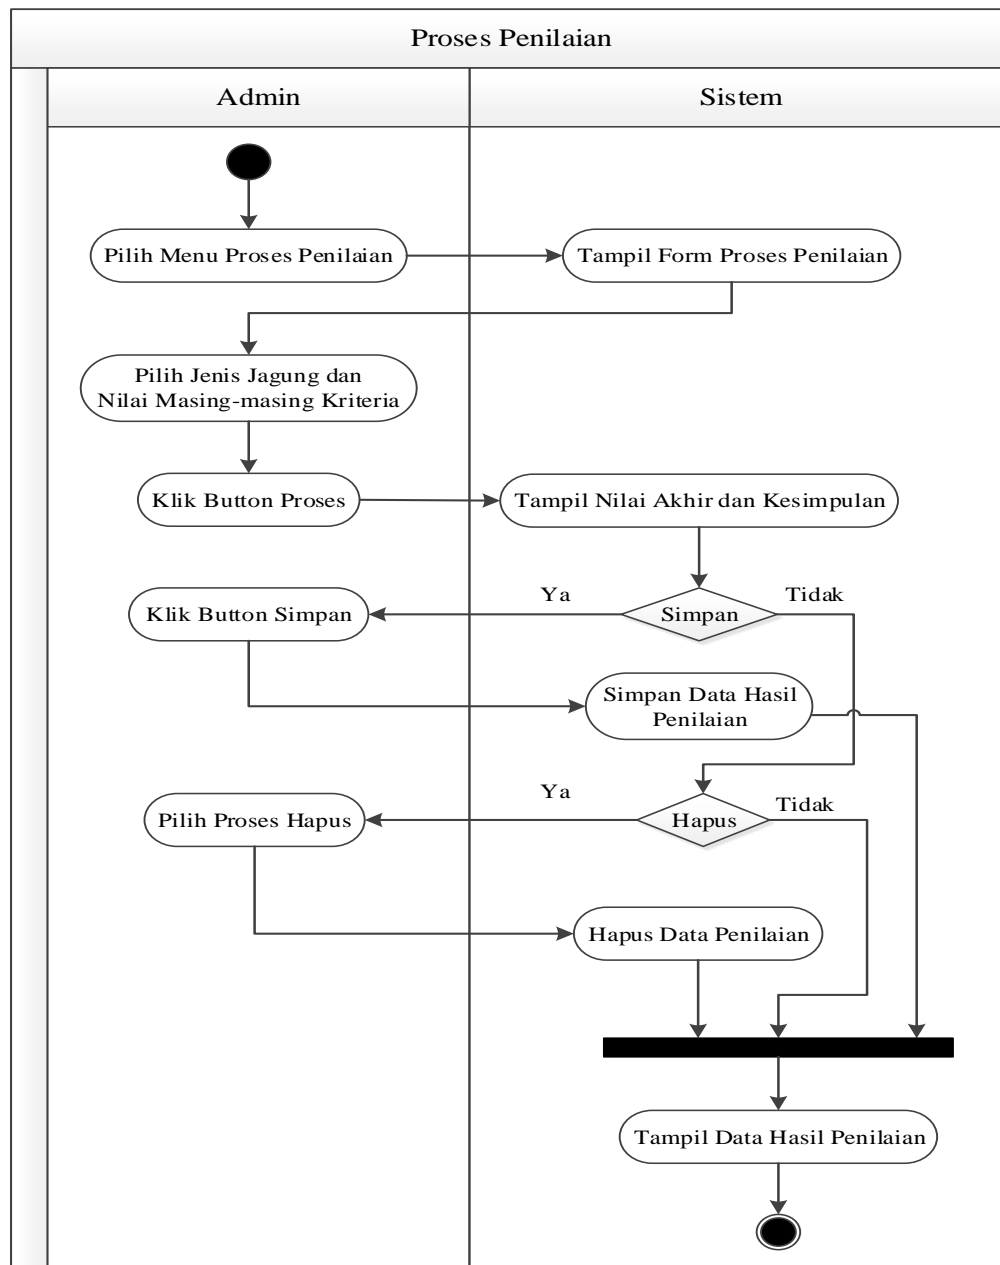 Proses Penilaian
Admin
Sistem
Pilih Menu Proses Penilaian
Tampil Form Proses Penilaian
Pilih Jenis Jagung dan
Nilai Masing-masing Kriteria
Klik Button Proses
Tampil Nilai Akhir dan Kesimpulan
Ya
Tidak
Klik Button Simpan
Simpan
Simpan Data Hasil
Penilaian
Ya
Tidak
Pilih Proses Hapus
Hapus
Hapus Data Penilaian
Tampil Data Hasil Penilaian